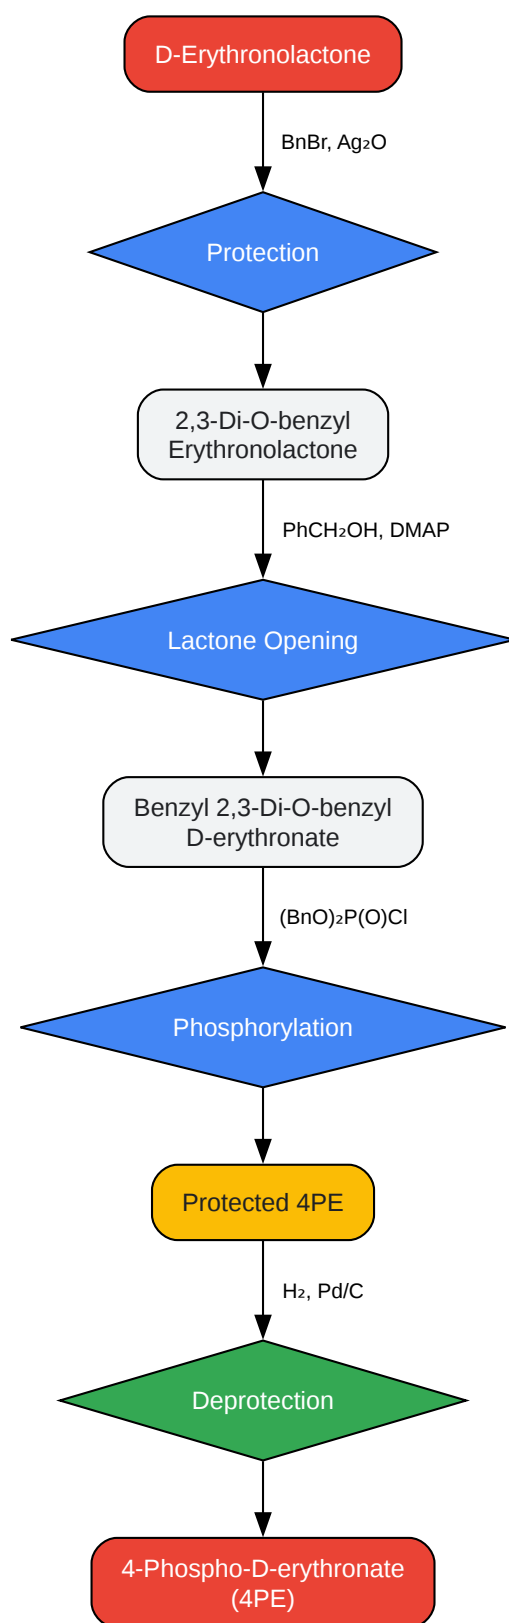 D-Erythronolactone
BnBr, Ag₂O
Protection
2,3-Di-O-benzyl
Erythronolactone
PhCH₂OH, DMAP
Lactone Opening
Benzyl 2,3-Di-O-benzyl
D-erythronate
(BnO)₂P(O)Cl
Phosphorylation
Protected 4PE
H₂, Pd/C
Deprotection
4-Phospho-D-erythronate
(4PE)